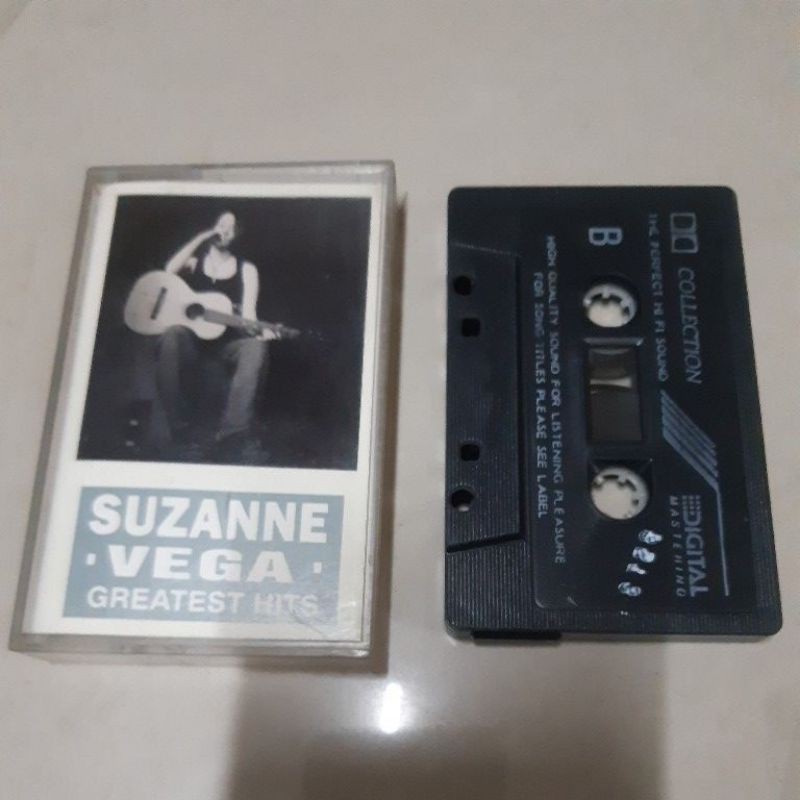 SUZANNE
· VEGA ·
GREATEST HITS
COLLECTION
THE PERFECT HI FI SOUND
B
HIGH QUALITY SOUND FOR LISTENING PLEASURE
FOR SONG TITLES PLEASE SEE LABEL
DIGITAL
MASTERING